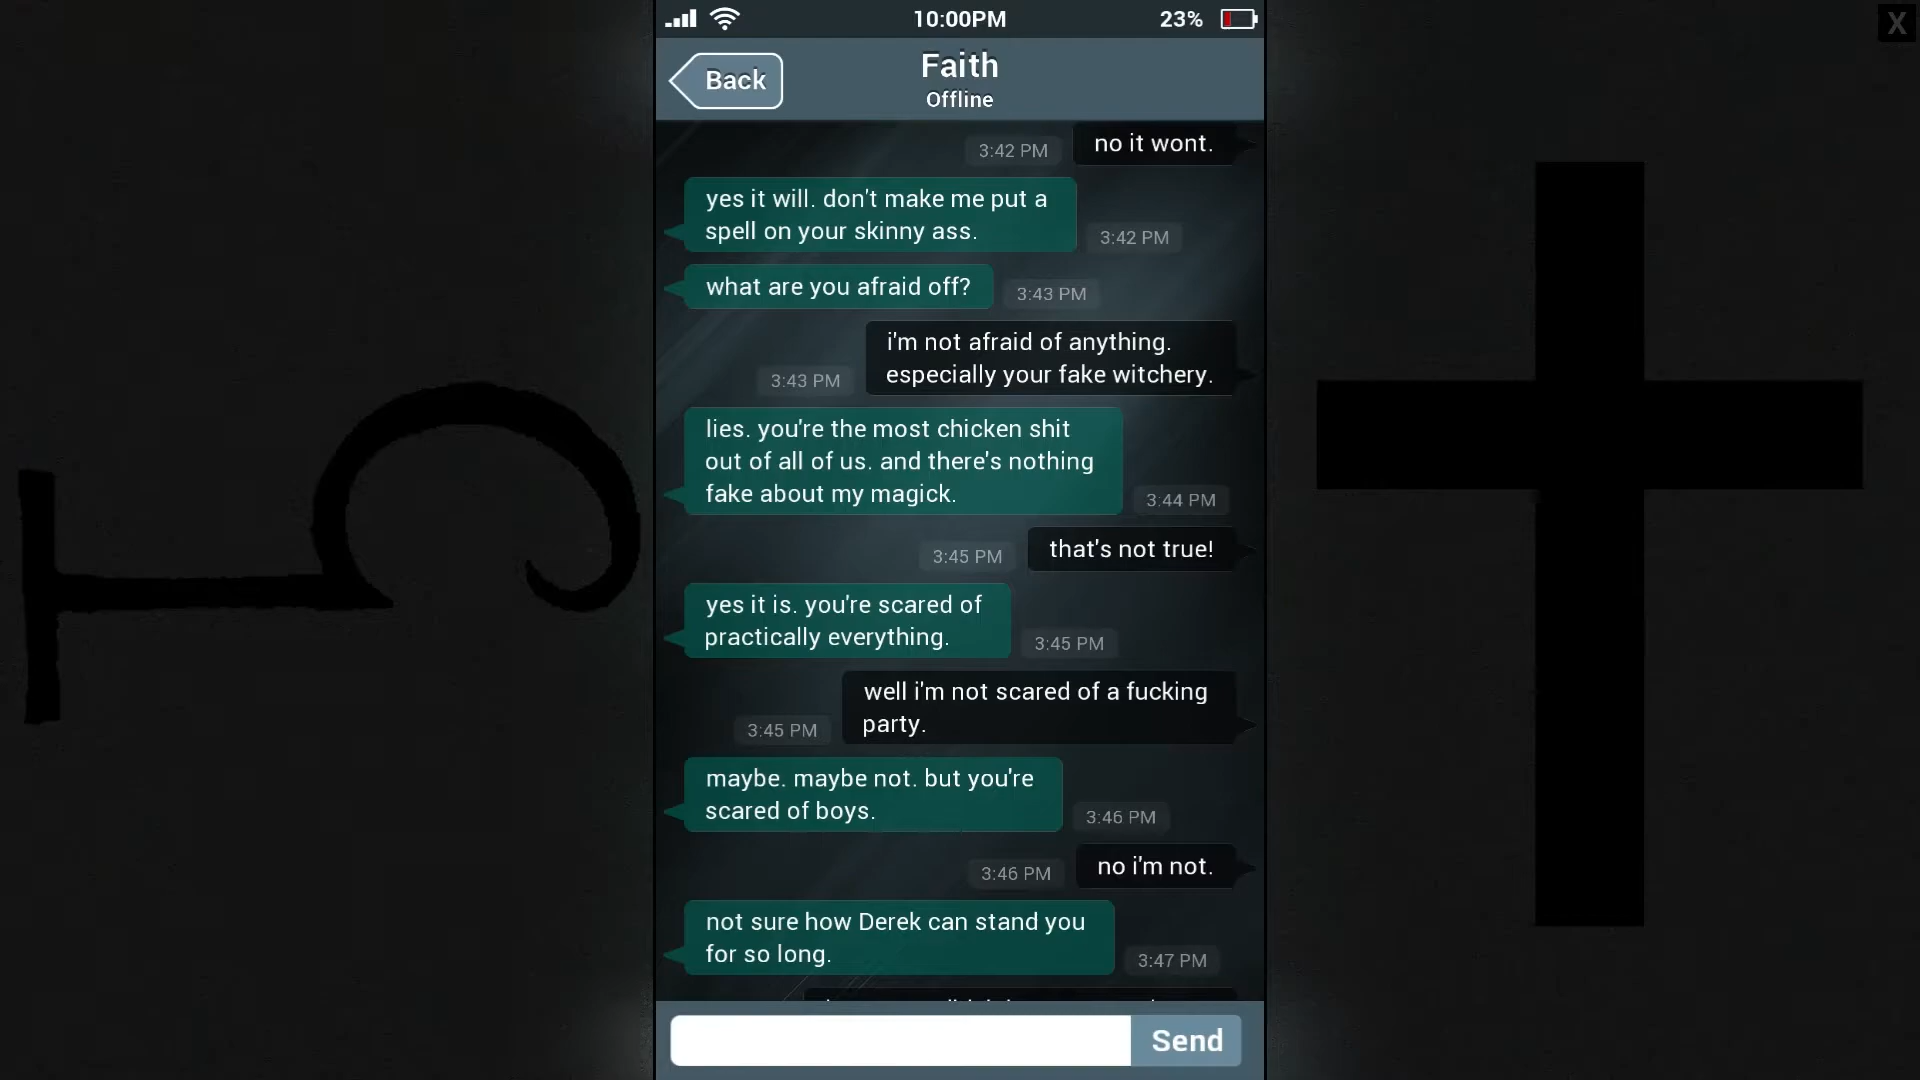 10:00PM
23%
X
Back
Faith
Offline
3:42 PM
no it wont.
yes it will. don't make me put a
spell on your skinny ass.
3:42 PM
what are you afraid off?
3:43 PM
i'm not afraid of anything.
especially your fake witchery.
3:43 PM
lies. you're the most chicken shit
out of all of us. and there's nothing
fake about my magick.
3:44 PM
3:45 PM
that's not true!
yes it is. you're scared of
practically everything.
3:45 PM
well i'm not scared of a fucking
party.
3:45 PM
maybe. maybe not. but you're
scared of boys.
3:46 PM
3:46 PM
no i'm not.
not sure how Derek can stand you
for so long.
3:47 PM
Send